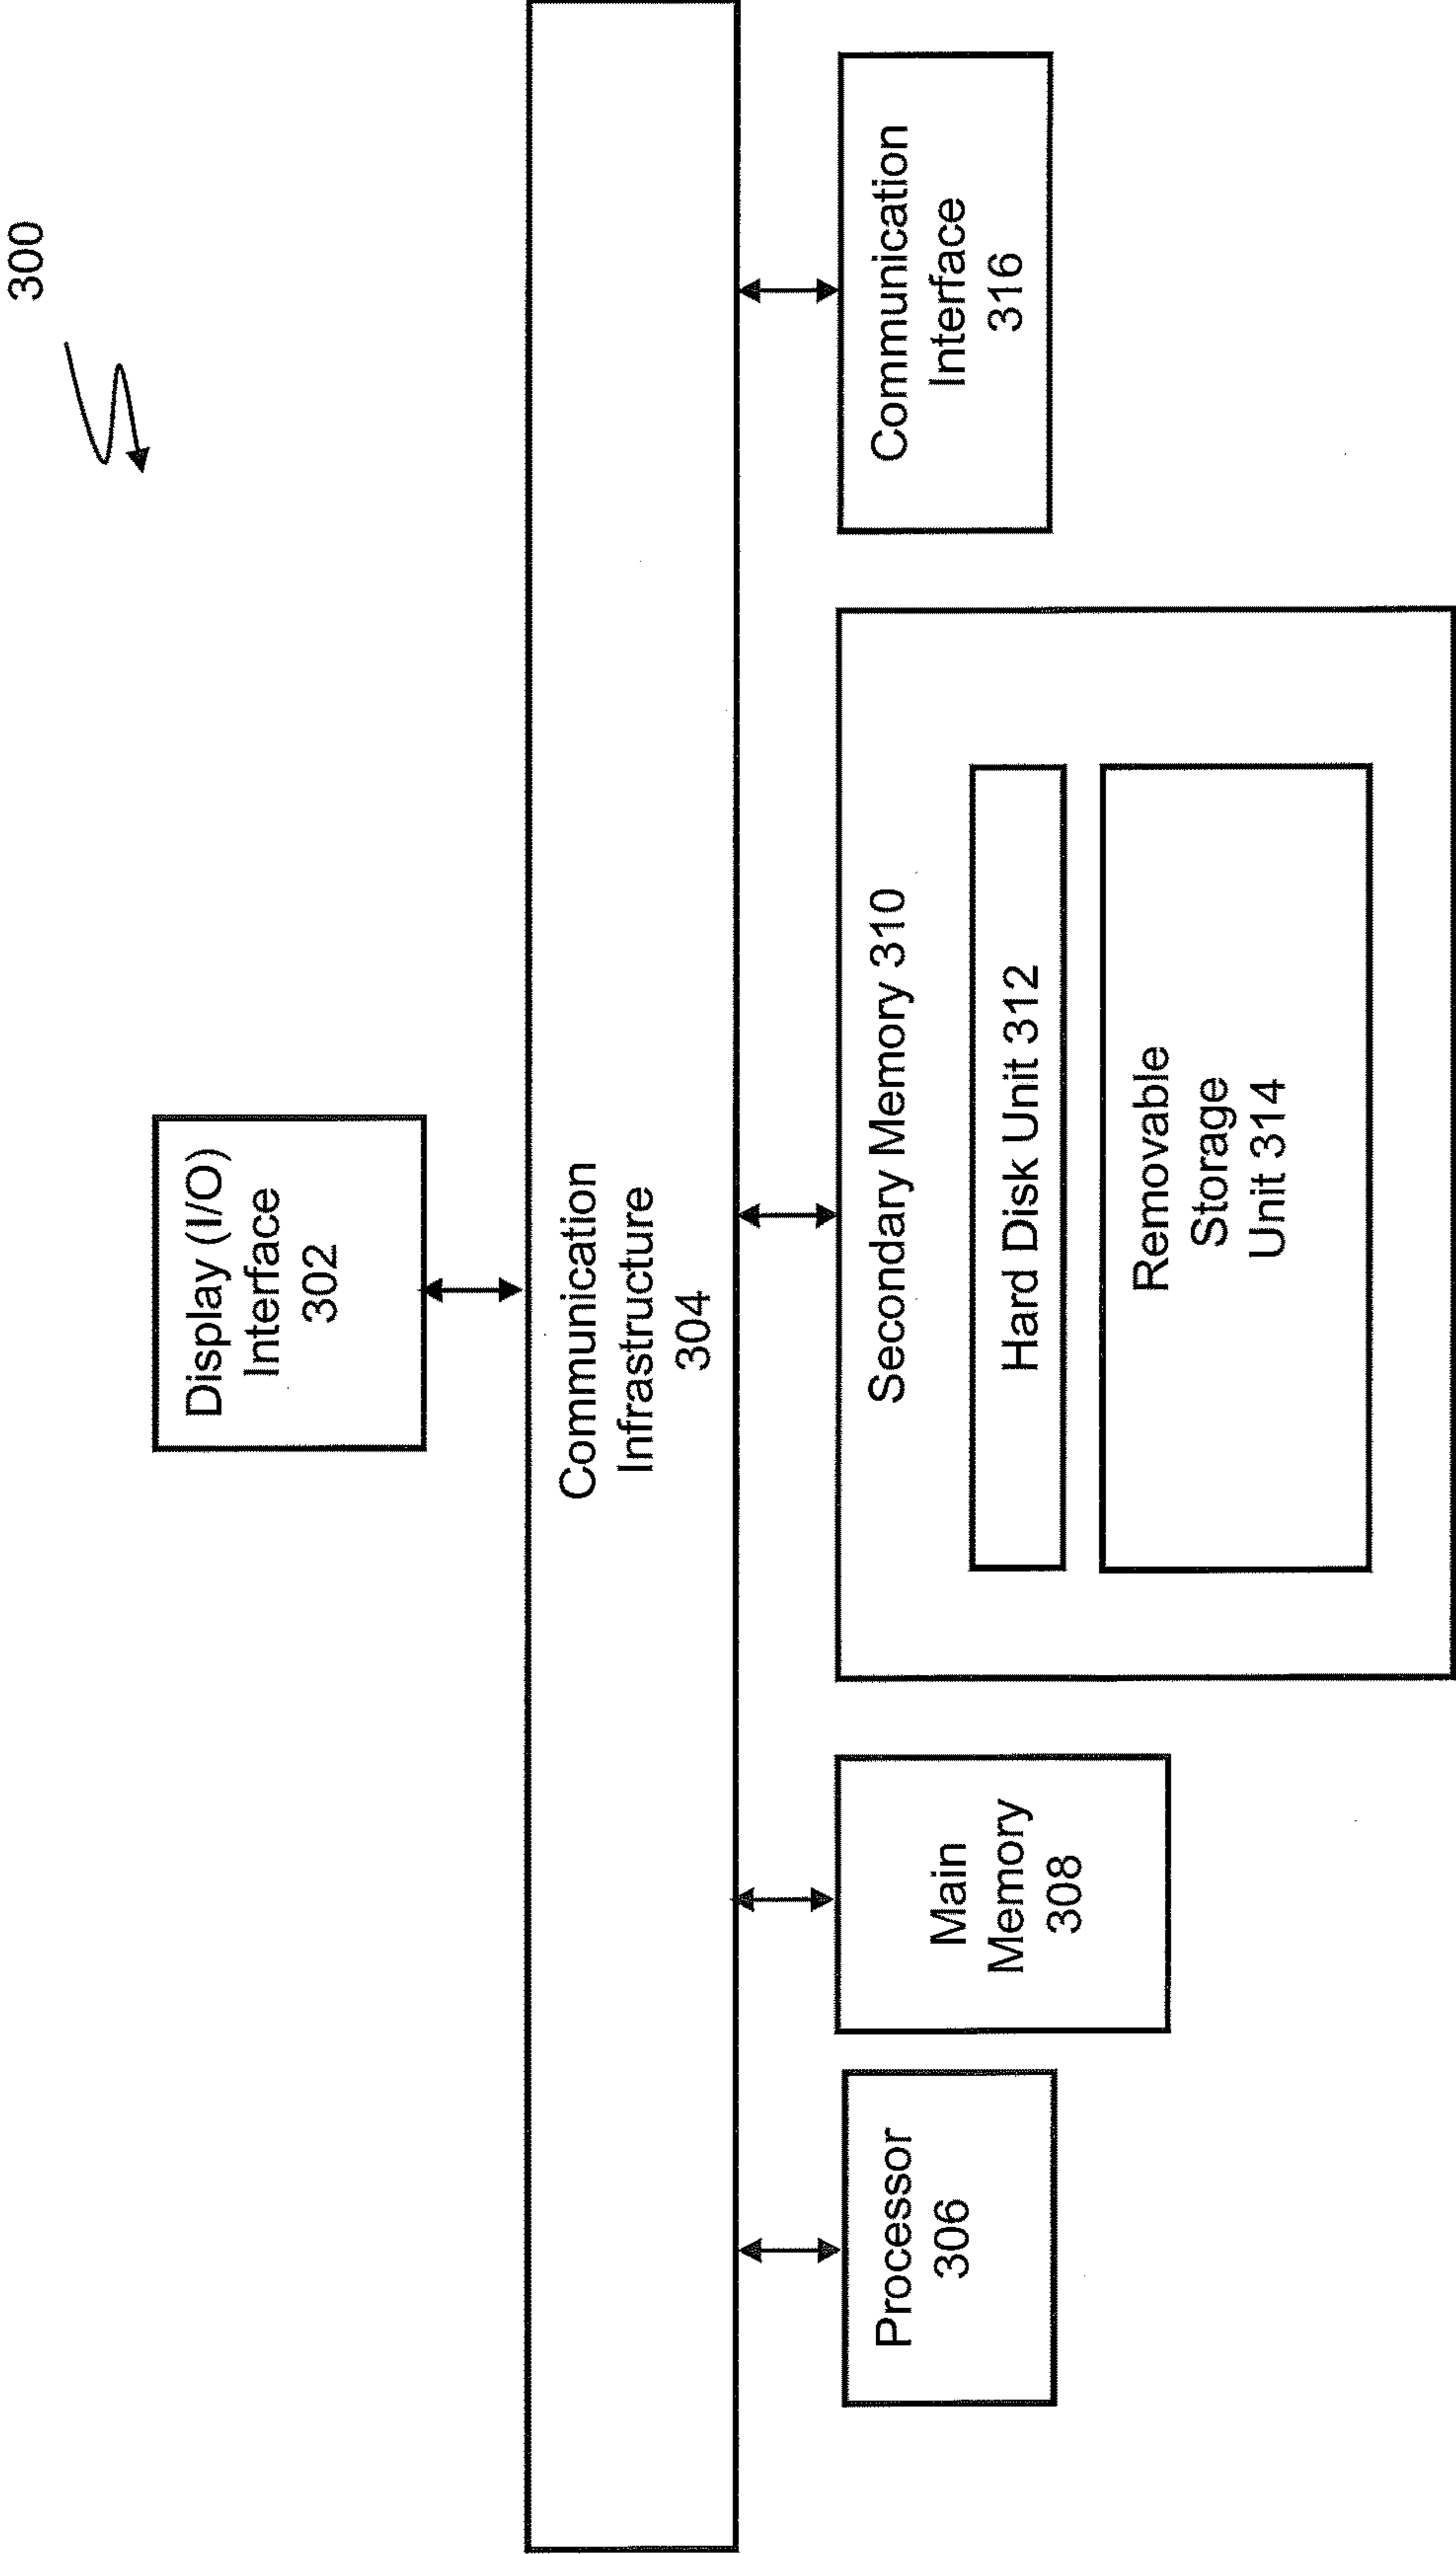 300
Display (I/O)
Interface
302
Communication
Infrastructure
304
Processor
306
Main
Memory
308
Secondary Memory 310
Hard Disk Unit 312
Removable
Storage
Unit 314
Communication
Interface
316